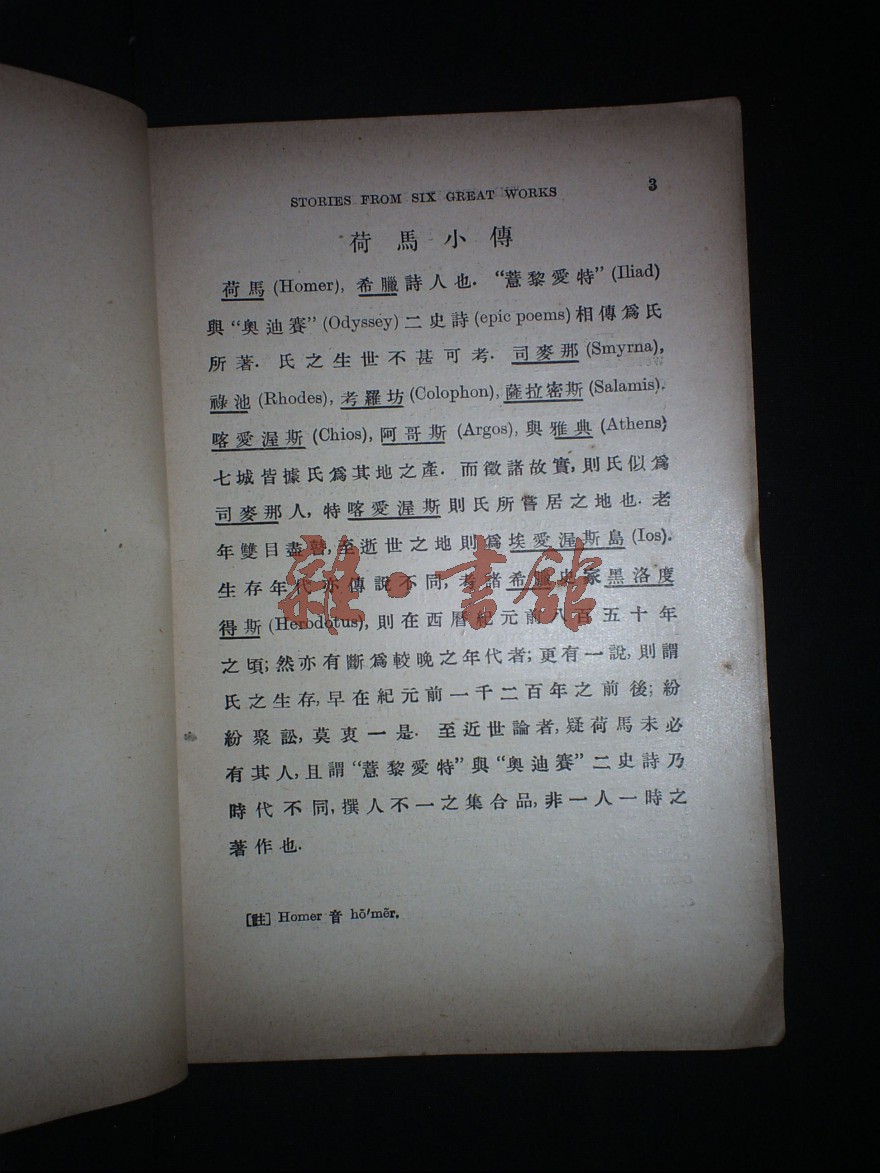 STORIES FROM SIX GREAT WORKS 3
荷馬小傳
荷馬 (Homer), 希臘詩人也. “薏黎愛特” (Iliad)
與 “奧迪賽” (Odyssey) 二史詩 (epic poems) 相傳爲氏
所著. 氏之生世不甚可考. 司麥那 (Smyrna),
祿池 (Rhodes), 考羅坊 (Colophon), 薩拉密斯 (Salamis).
喀愛渥斯 (Chios), 阿哥斯 (Argos), 與雅典 (Athens)
七城皆據氏爲其地之產. 而徵諸故實, 則氏似爲
司麥那人, 特喀愛渥斯則氏所嘗居之地也. 老
年雙目盡瞽, 至逝世之地則爲埃愛渥斯島 (Ios).
生存年代亦傳說不同, 考諸希臘史家黑洛度
得斯 (Herodotus), 則在西曆紀元前八百五十年
之頃; 然亦有斷爲較晚之年代者; 更有一說, 則謂
氏之生存, 早在紀元前一千二百年之前後; 紛
紛聚訟, 莫衷一是. 至近世論者, 疑荷馬未必
有其人, 且謂 “薏黎愛特” 與 “奧迪賽” 二史詩乃
時代不同, 撰人不一之集合品, 非一人一時之
著作也.
[註] Homer 音 hō′mẽr.
雜·書館